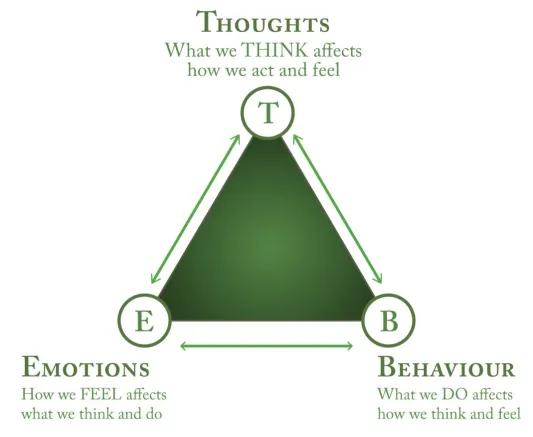 THOUGHTS
What we THINK affects
how we act and feel
T
E
B
EMOTIONS
How we FEEL affects
what we think and do
BEHAVIOUR
What we DO affects
how we think and feel